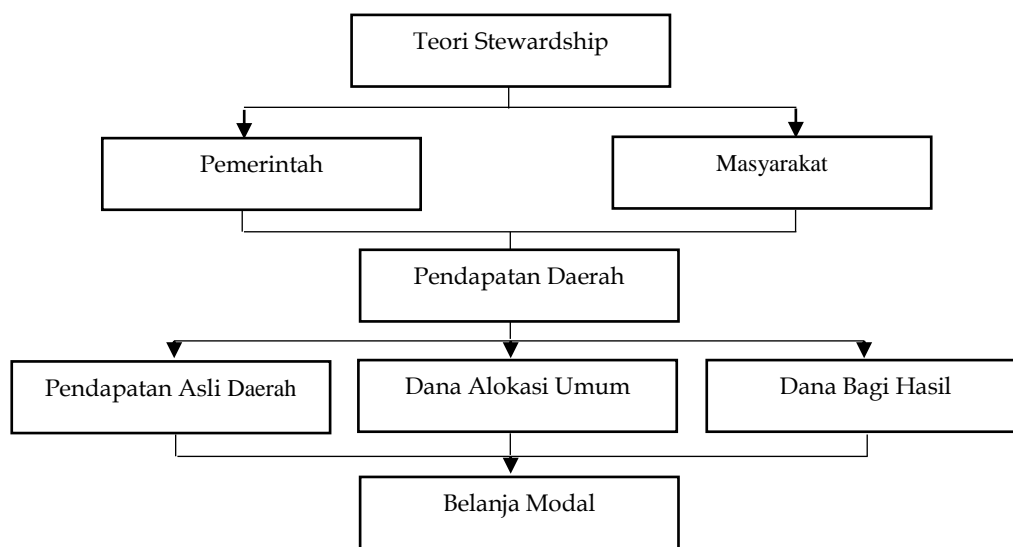 Teori Stewardship
Pemerintah
Masyarakat
Pendapatan Daerah
Pendapatan Asli Daerah
Dana Alokasi Umum
Dana Bagi Hasil
Belanja Modal